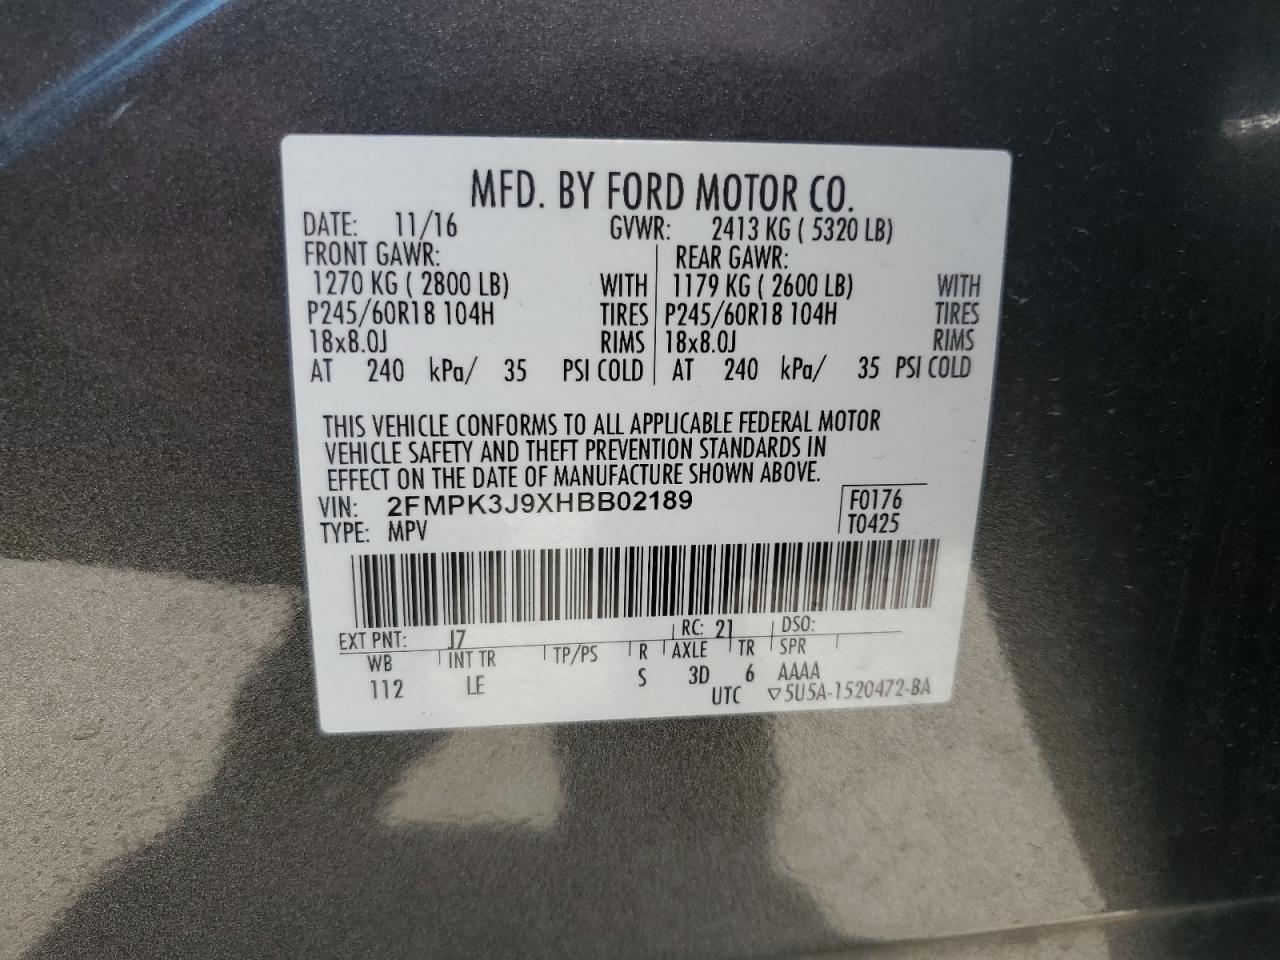 MFD. BY FORD MOTOR CO.
DATE: 11/16 GVWR: 2413 KG ( 5320 LB)
FRONT GAWR: REAR GAWR:
1270 KG ( 2800 LB) WITH 1179 KG ( 2600 LB) WITH
P245/60R18 104H TIRES P245/60R18 104H TIRES
18x8.0J RIMS 18x8.0J RIMS
AT 240 kPa/ 35 PSI COLD AT 240 kPa/ 35 PSI COLD
THIS VEHICLE CONFORMS TO ALL APPLICABLE FEDERAL MOTOR
VEHICLE SAFETY AND THEFT PREVENTION STANDARDS IN
EFFECT ON THE DATE OF MANUFACTURE SHOWN ABOVE.
VIN: 2FMPK3J9XHBB02189 F0176
TYPE: MPV T0425
EXT PNT: J7 RC: 21 DSO:
WB INT TR TP/PS R AXLE TR SPR
112 LE S 3D 6 AAAA
UTC ▽5U5A-1520472-BA